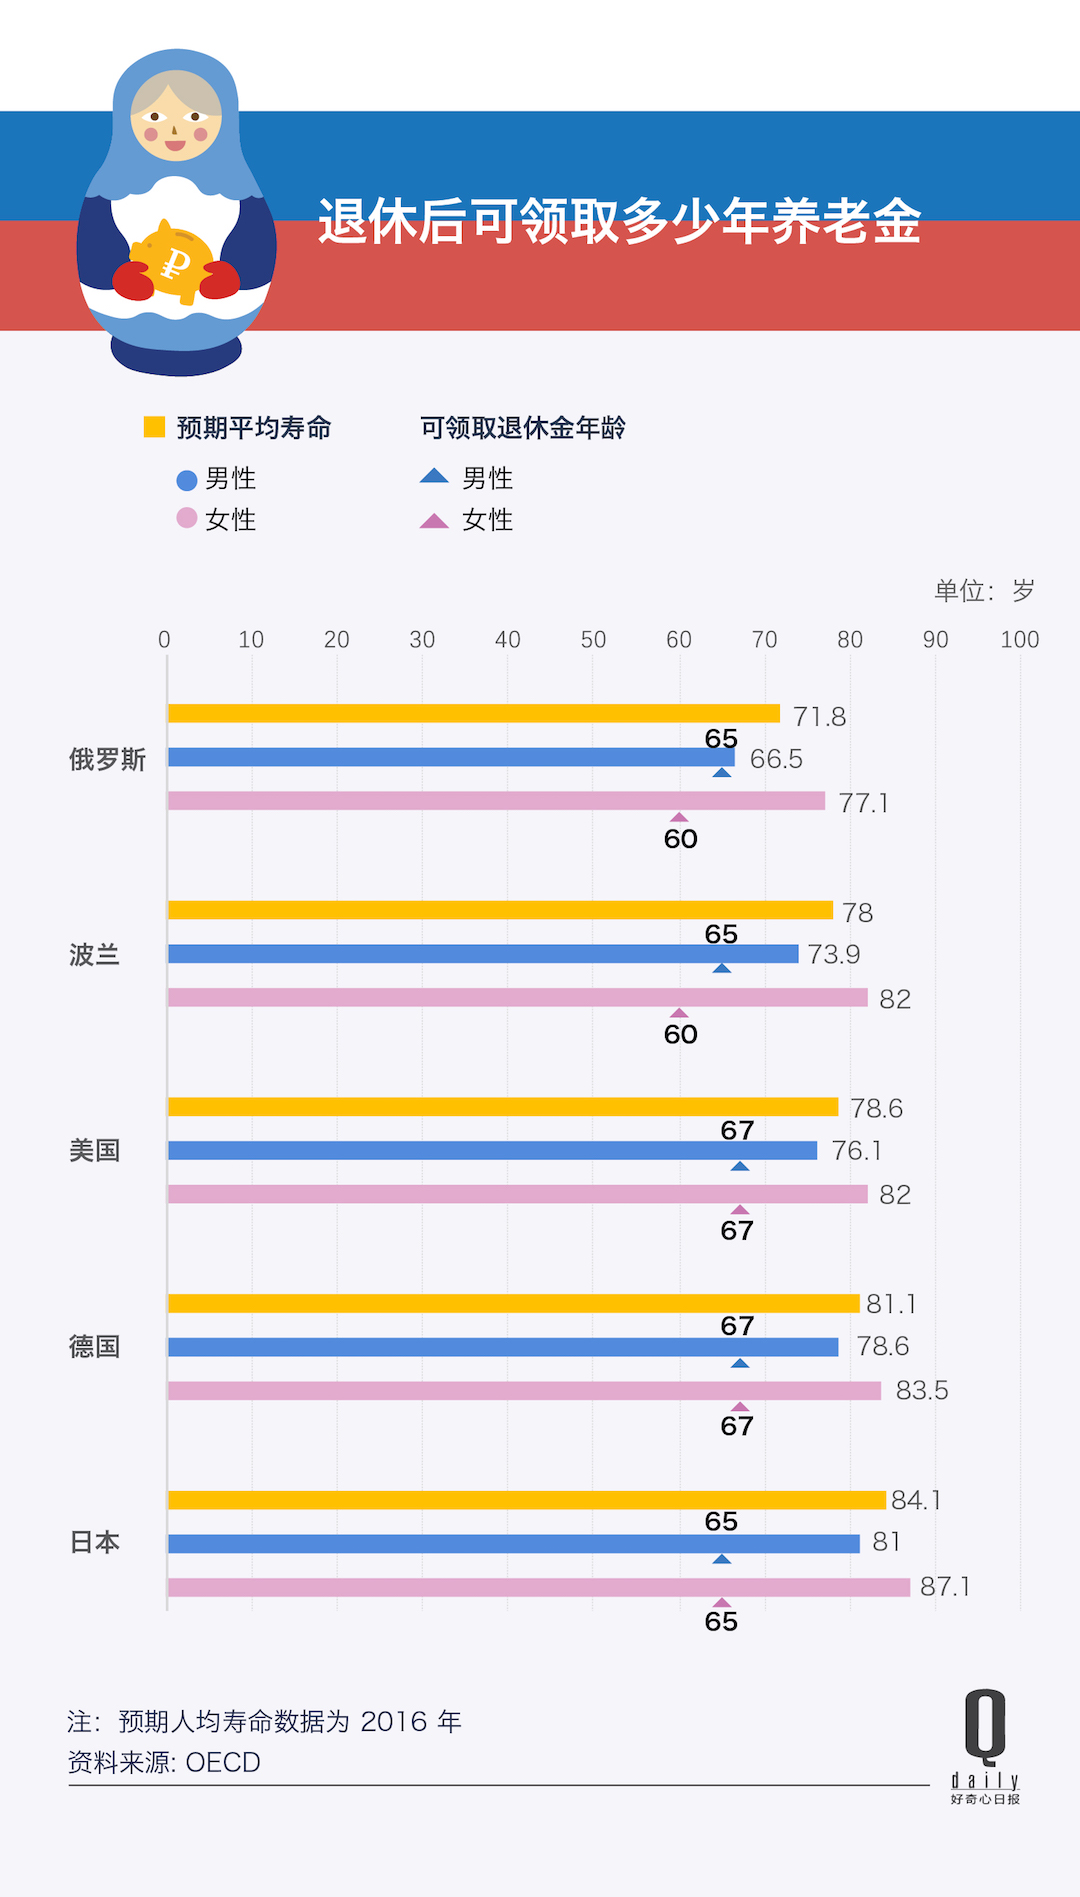 退休后可领取多少年养老金
₽
预期平均寿命 可领取退休金年龄
男性 男性
女性 女性
单位：岁
0 10 20 30 40 50 60 70 80 90 100
71.8
65
俄罗斯 66.5
77.1
60
78
65
波兰 73.9
82
60
78.6
67
美国 76.1
82
67
81.1
67
德国 78.6
83.5
67
84.1
65
日本 81
87.1
65
注：预期人均寿命数据为 2016 年
资料来源: OECD
Q
daily
好奇心日报